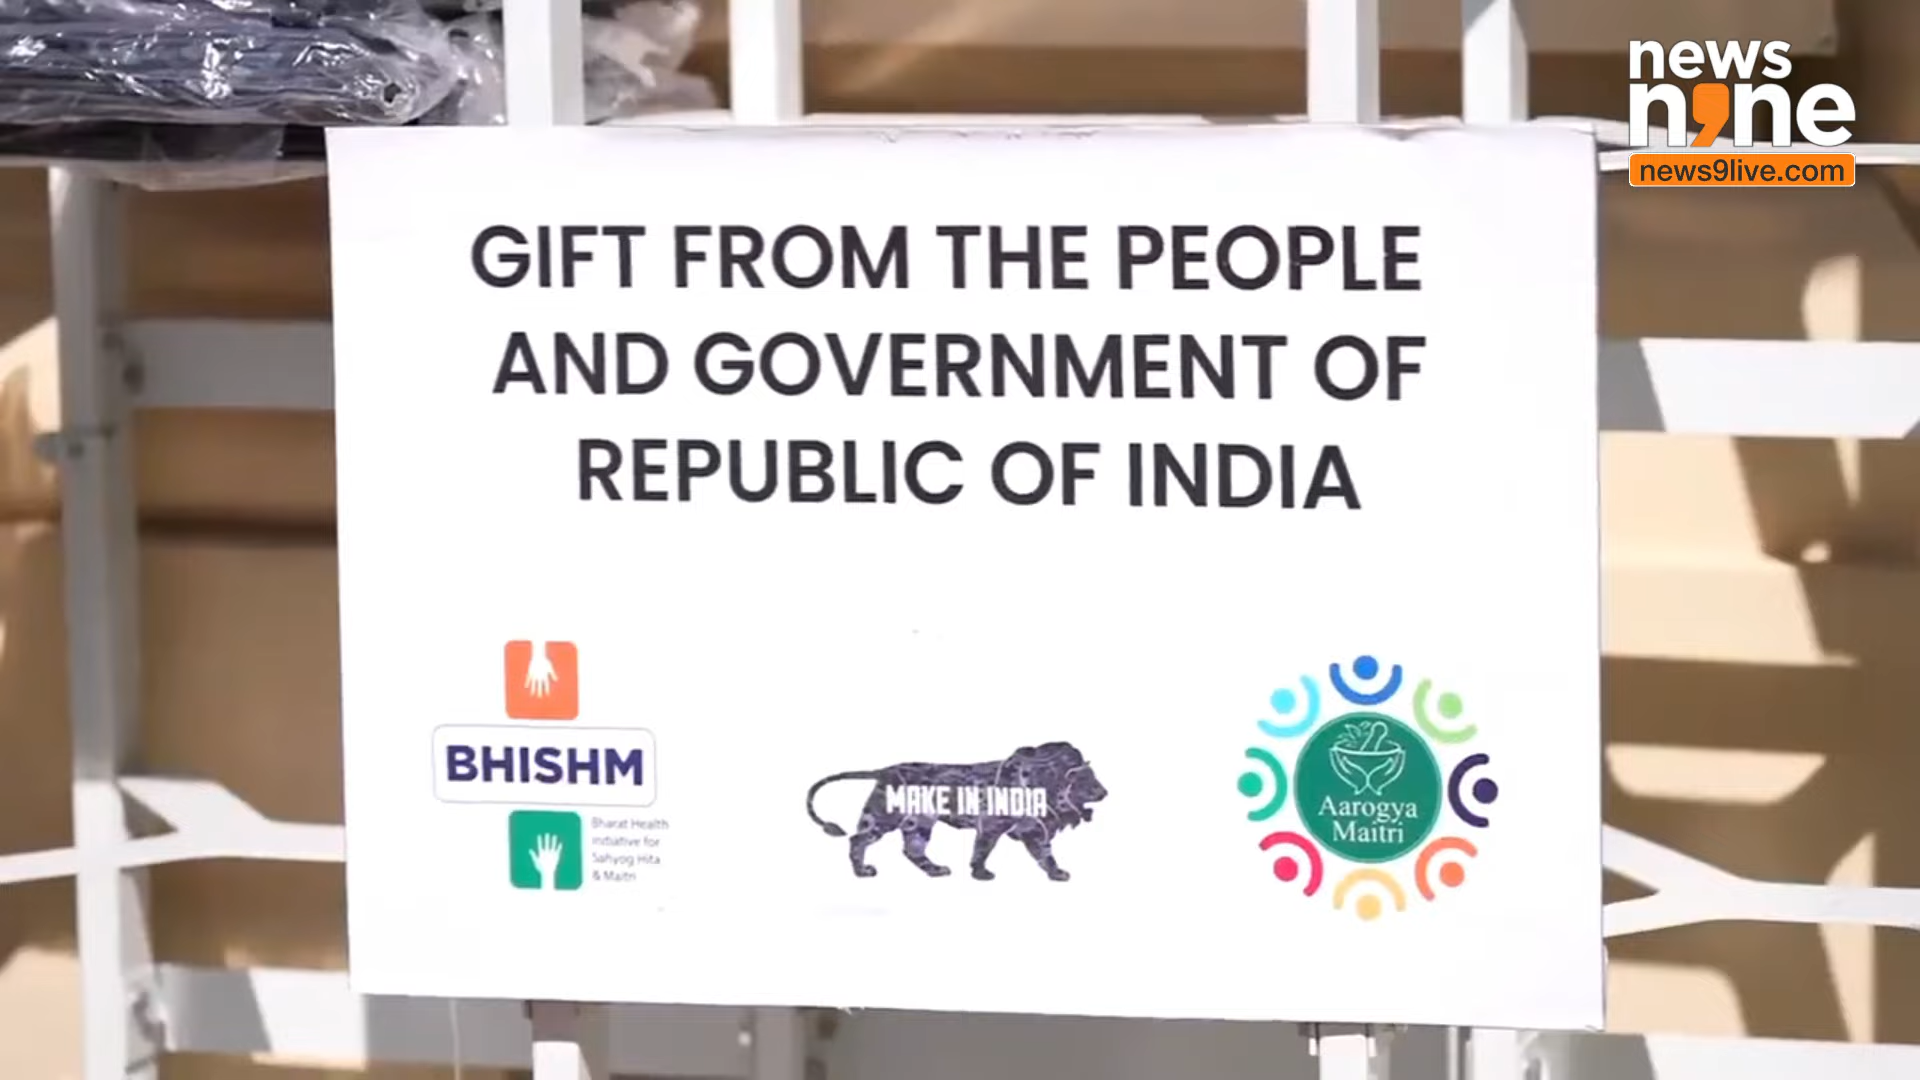 news
nine
news9live.com
GIFT FROM THE PEOPLE
AND GOVERNMENT OF
REPUBLIC OF INDIA
BHISHM
Bharat Health
Initiative for
Sahyog Hita
& Maitri
MAKE IN INDIA
Aarogya
Maitri